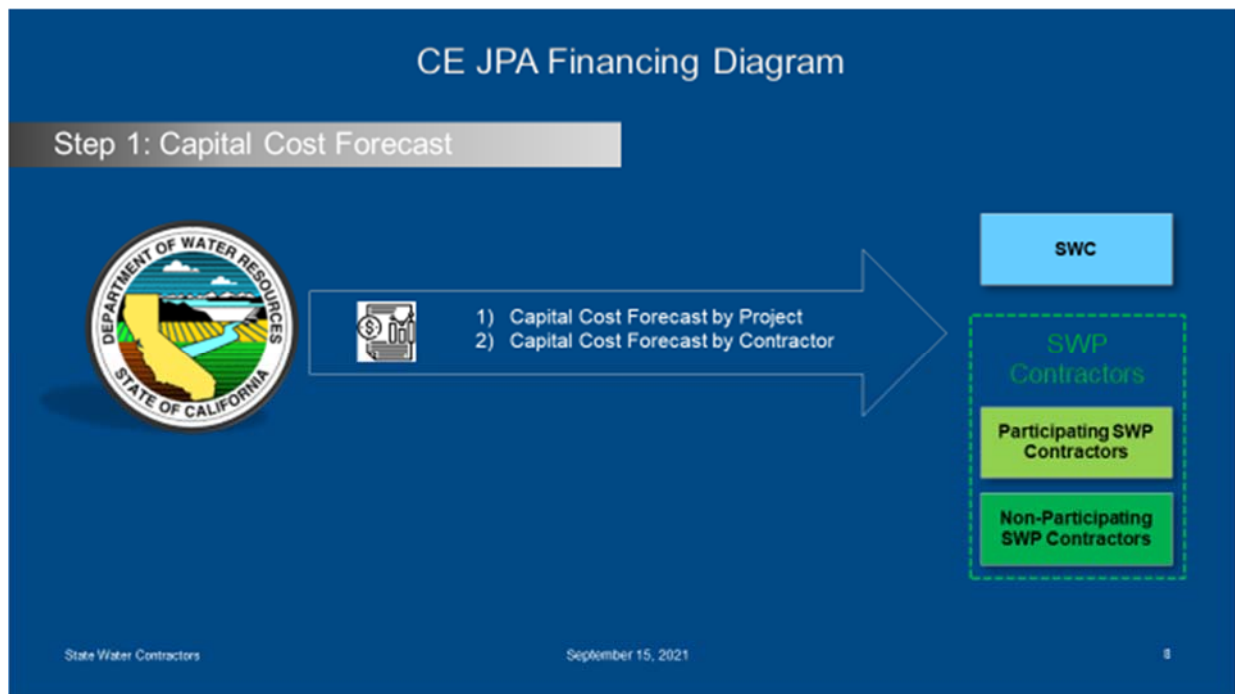 CE JPA Financing Diagram
Step 1: Capital Cost Forecast
DEPARTMENT OF WATER RESOURCES
STATE OF CALIFORNIA
1) Capital Cost Forecast by Project
2) Capital Cost Forecast by Contractor
SWC
SWP
Contractors
Participating SWP
Contractors
Non-Participating
SWP Contractors
State Water Contractors
September 15, 2021
8